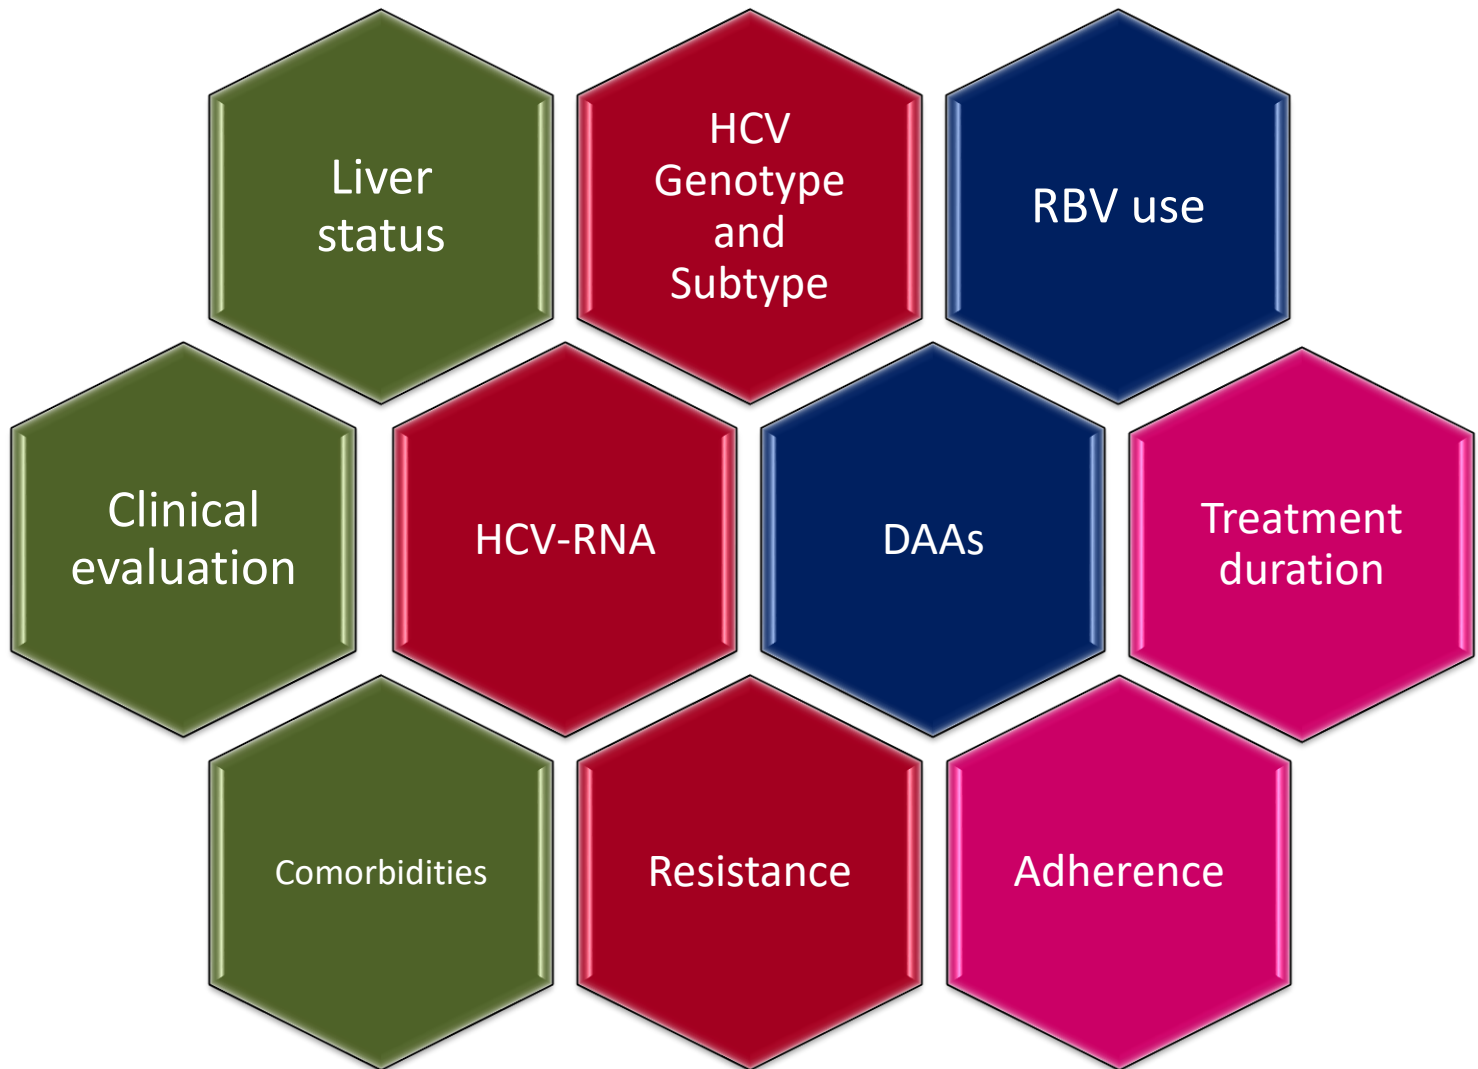 Liver
status
HCV
Genotype
and
Subtype
RBV use
Clinical
evaluation
HCV-RNA
DAAs
Treatment
duration
Comorbidities
Resistance
Adherence